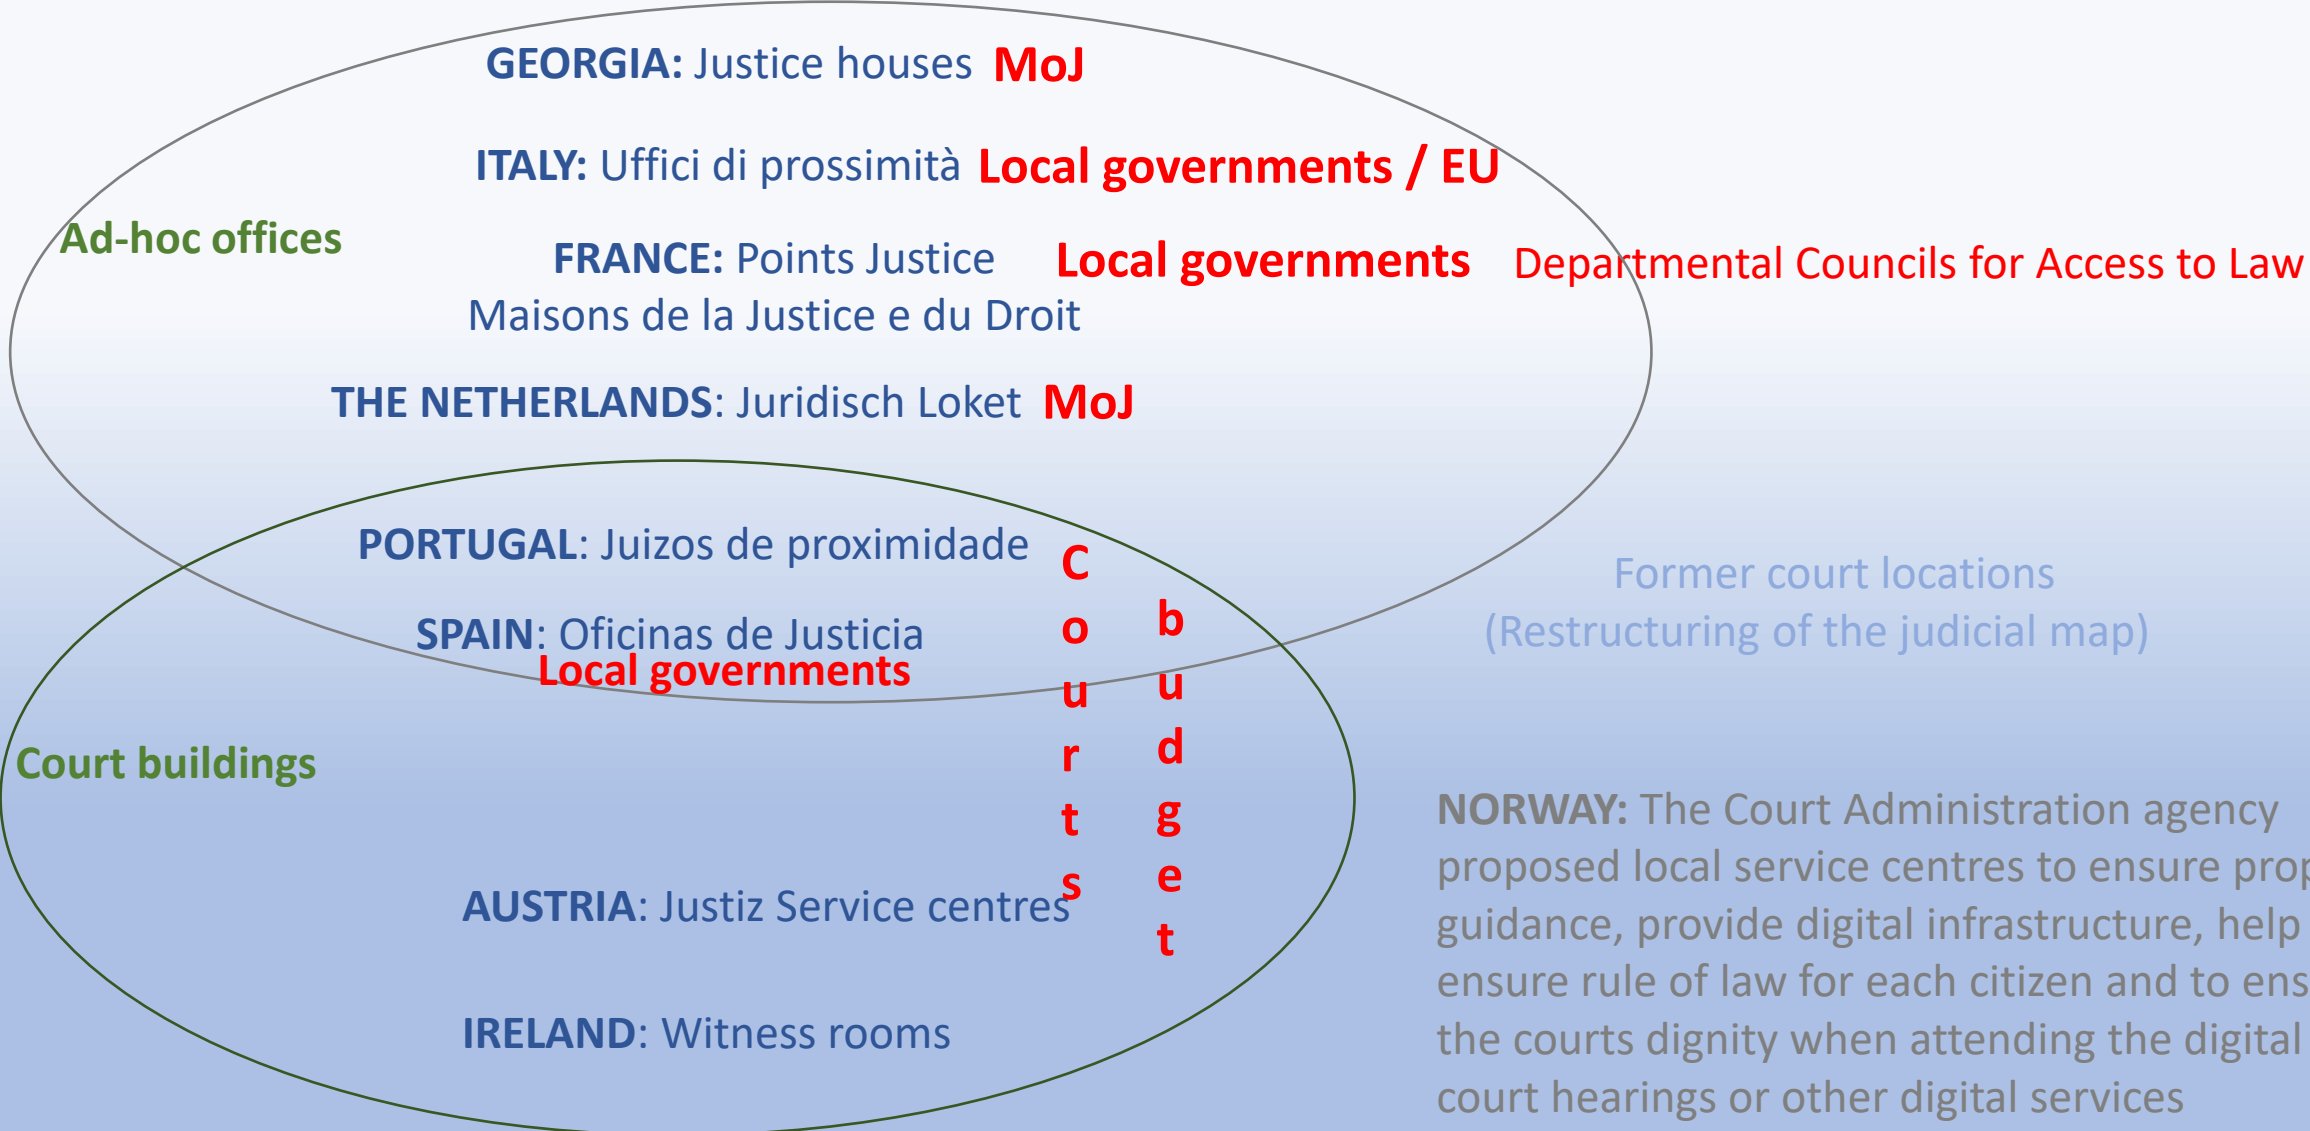 GEORGIA: Justice houses MoJ
ITALY: Uffici di prossimità Local governments / EU
Ad-hoc offices
FRANCE: Points Justice Local governments Departmental Councils for Access to Law
Maisons de la Justice e du Droit
THE NETHERLANDS: Juridisch Loket MoJ
PORTUGAL: Juizos de proximidade
SPAIN: Oficinas de Justicia
Local governments
Courts
budget
Former court locations
(Restructuring of the judicial map)
Court buildings
AUSTRIA: Justiz Service centres
IRELAND: Witness rooms
NORWAY: The Court Administration agency
proposed local service centres to ensure
guidance, provide digital infrastructure, help
ensure rule of law for each citizen and to
the courts dignity when attending the digital
court hearings or other digital services